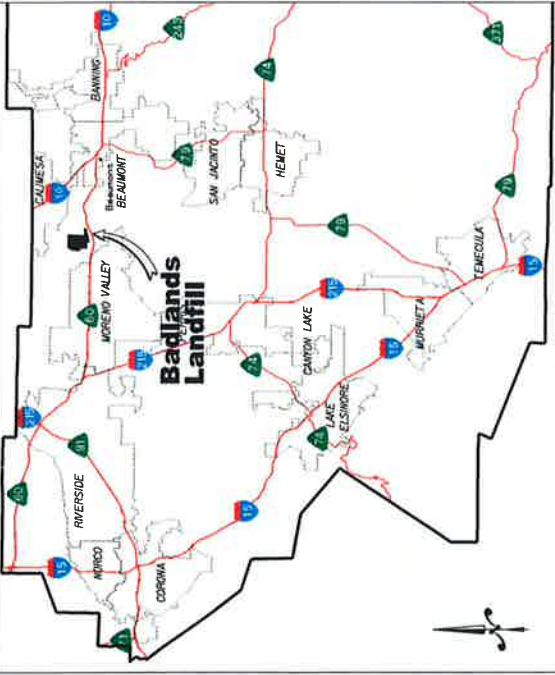 60
215
CALIMESA
10
10
15
RIVERSIDE
91
60
MORENO VALLEY
Beaumont
BEAUMONT
BANNING
243
NORCO
71
CORONA
215
Badlands
Landfill
79
SAN JACINTO
74
HEMET
15
74
CANYON LAKE
215
79
74
LAKE
ELSINORE
15
MURRIETA
TEMECULA
79
371
15